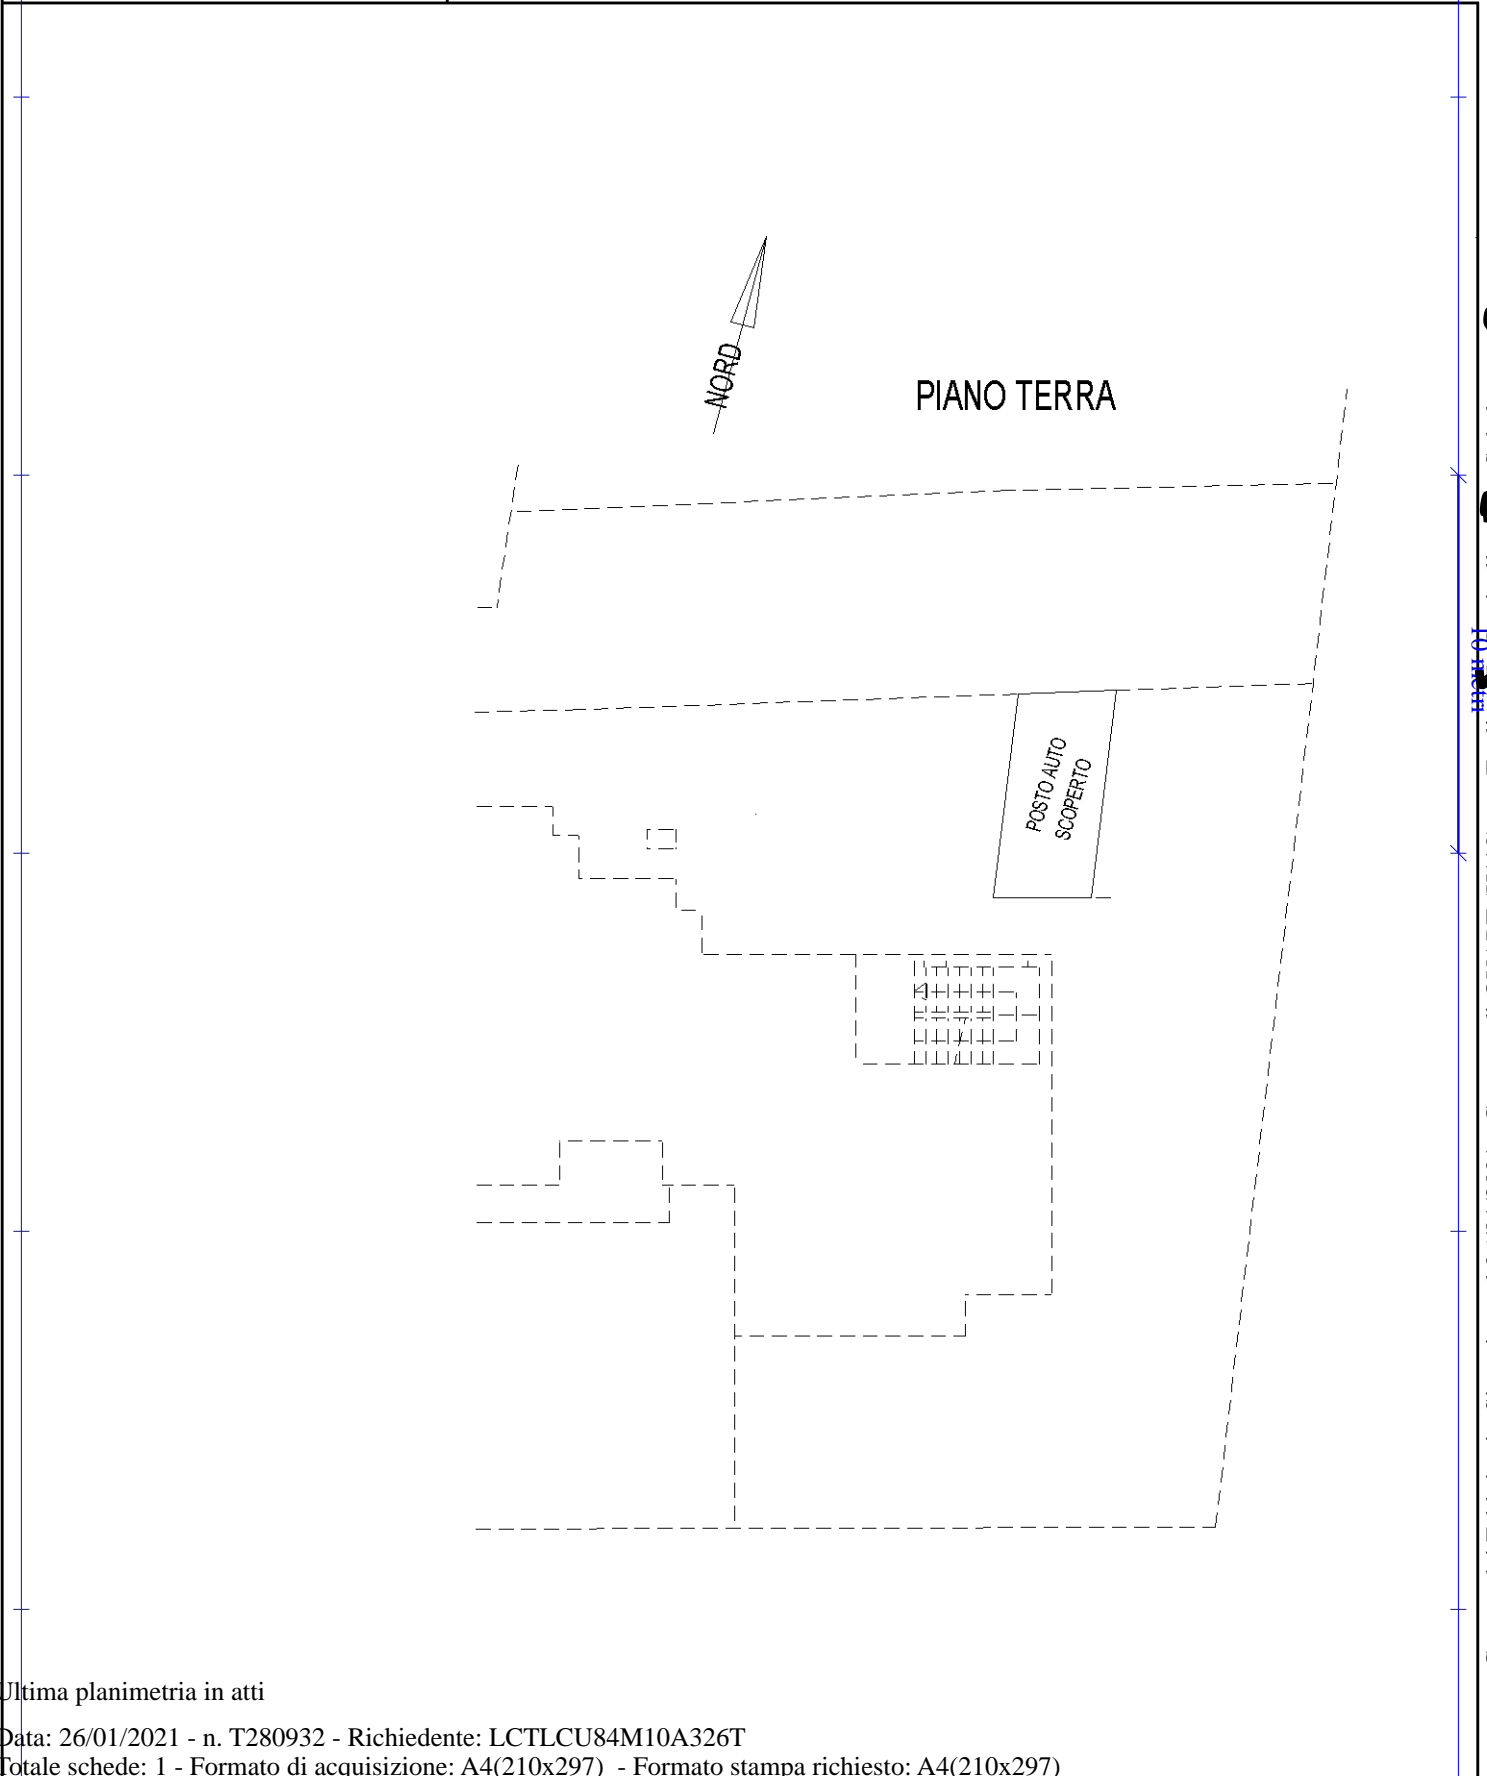 NORD
PIANO TERRA
10 metri
POSTO AUTO
SCOPERTO
Ultima planimetria in atti
Data: 26/01/2021 - n. T280932 - Richiedente: LCTLCU84M10A326T
Totale schede: 1 - Formato di acquisizione: A4(210x297) - Formato stampa richiesto: A4(210x297)